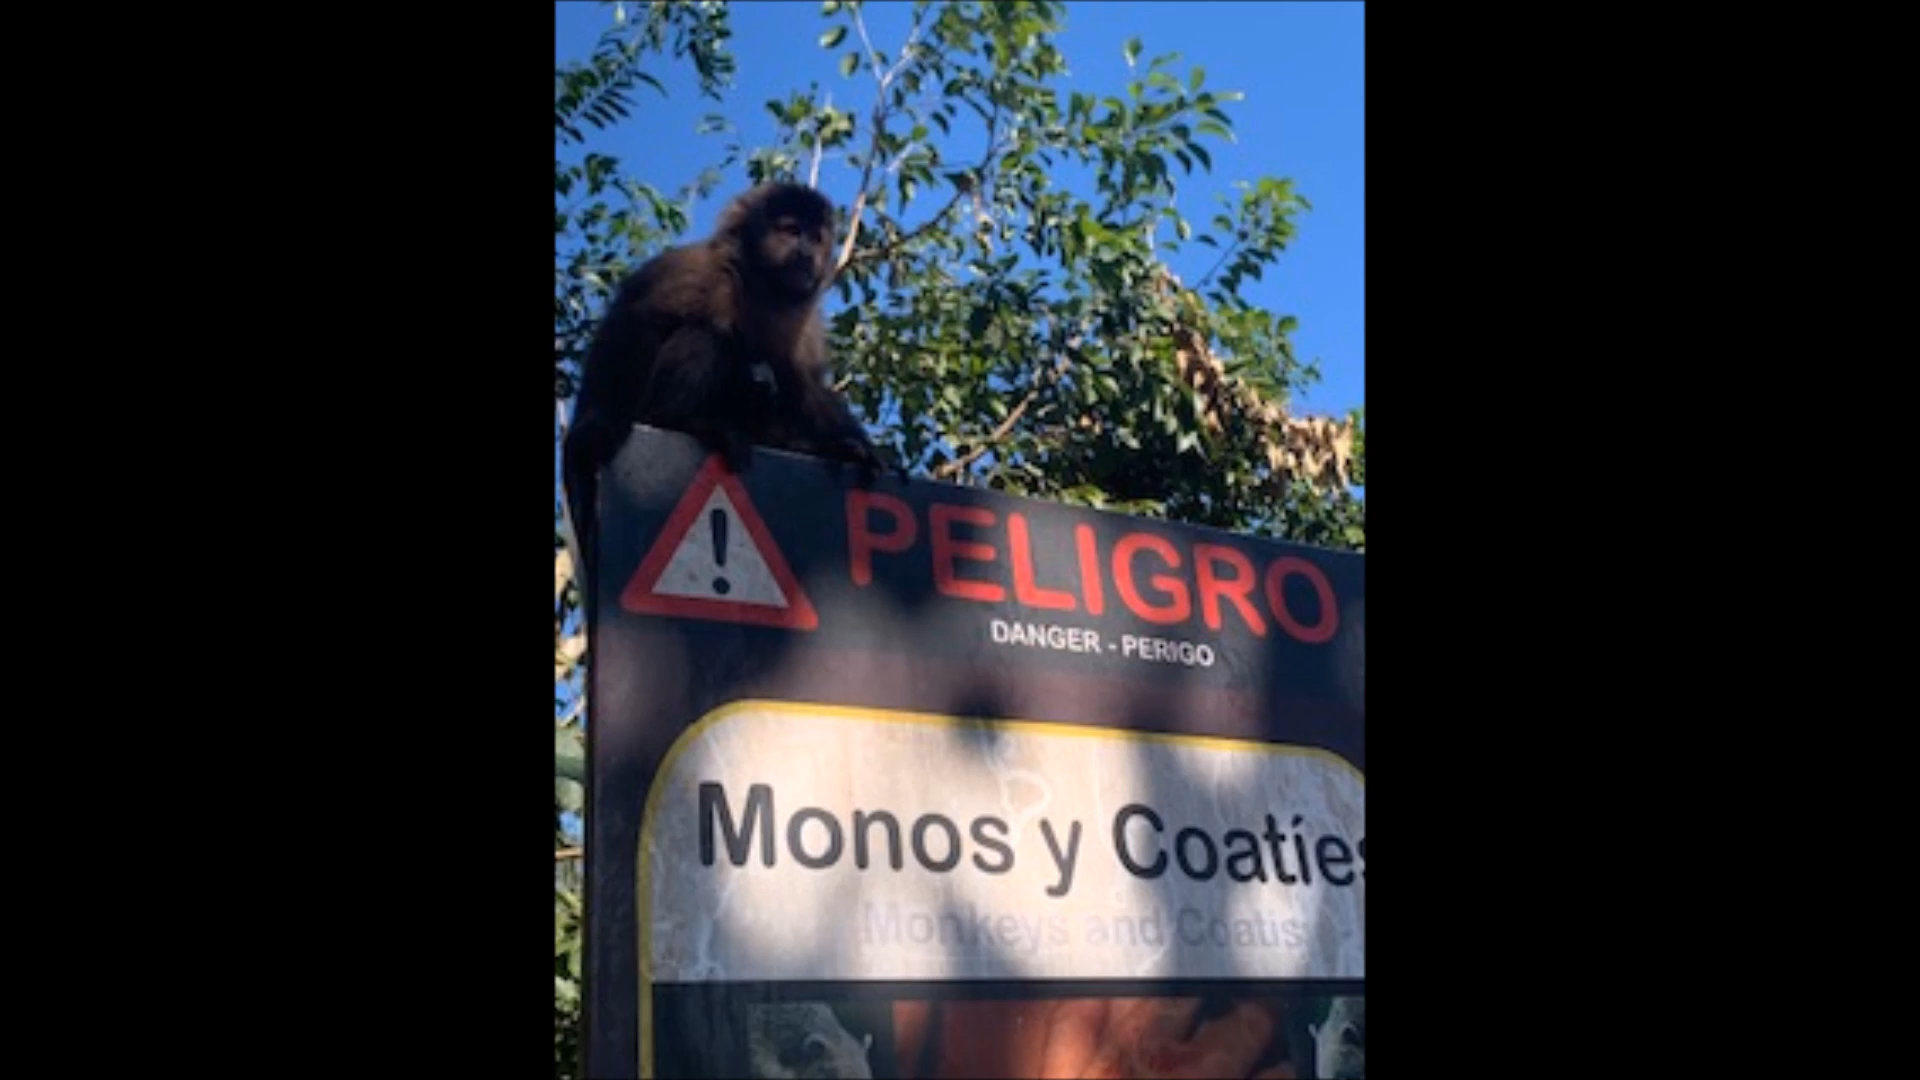 PELIGRO
DANGER - PERIGO
Monos y Coatíes
Monkeys and Coatis